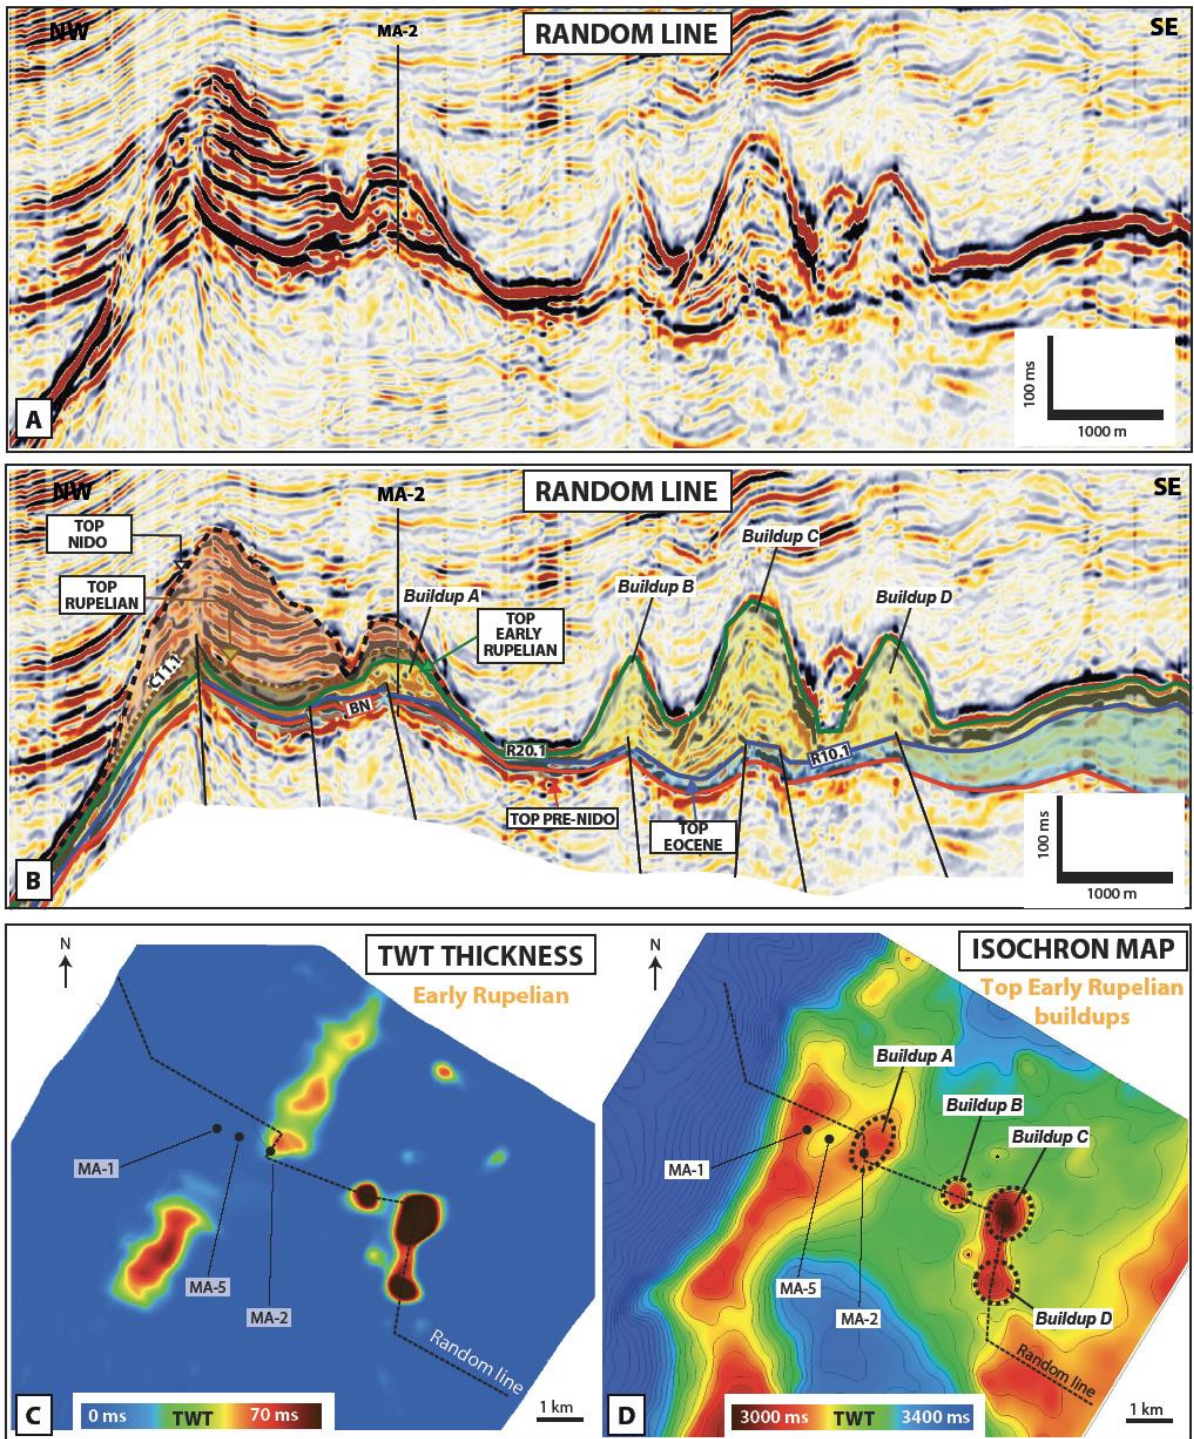 NW
MA-2
RANDOM LINE
SE
100 ms
1000 m
A
NW
MA-2
RANDOM LINE
SE
TOP
NIDO
TOP
RUPELIAN
Buildup A
TOP
EARLY
RUPELIAN
Buildup B
Buildup C
Buildup D
C11.1
BN
R20.1
R10.1
TOP PRE-NIDO
TOP
EOCENE
100 ms
1000 m
B
N
TWT THICKNESS
Early Rupelian
MA-1
MA-5
MA-2
Random line
C
0 ms TWT 70 ms
1 km
N
ISOCHRON MAP
Top Early Rupelian
buildups
Buildup A
Buildup B
Buildup C
MA-1
MA-5
MA-2
Buildup D
Random line
D
3000 ms TWT 3400 ms
1 km